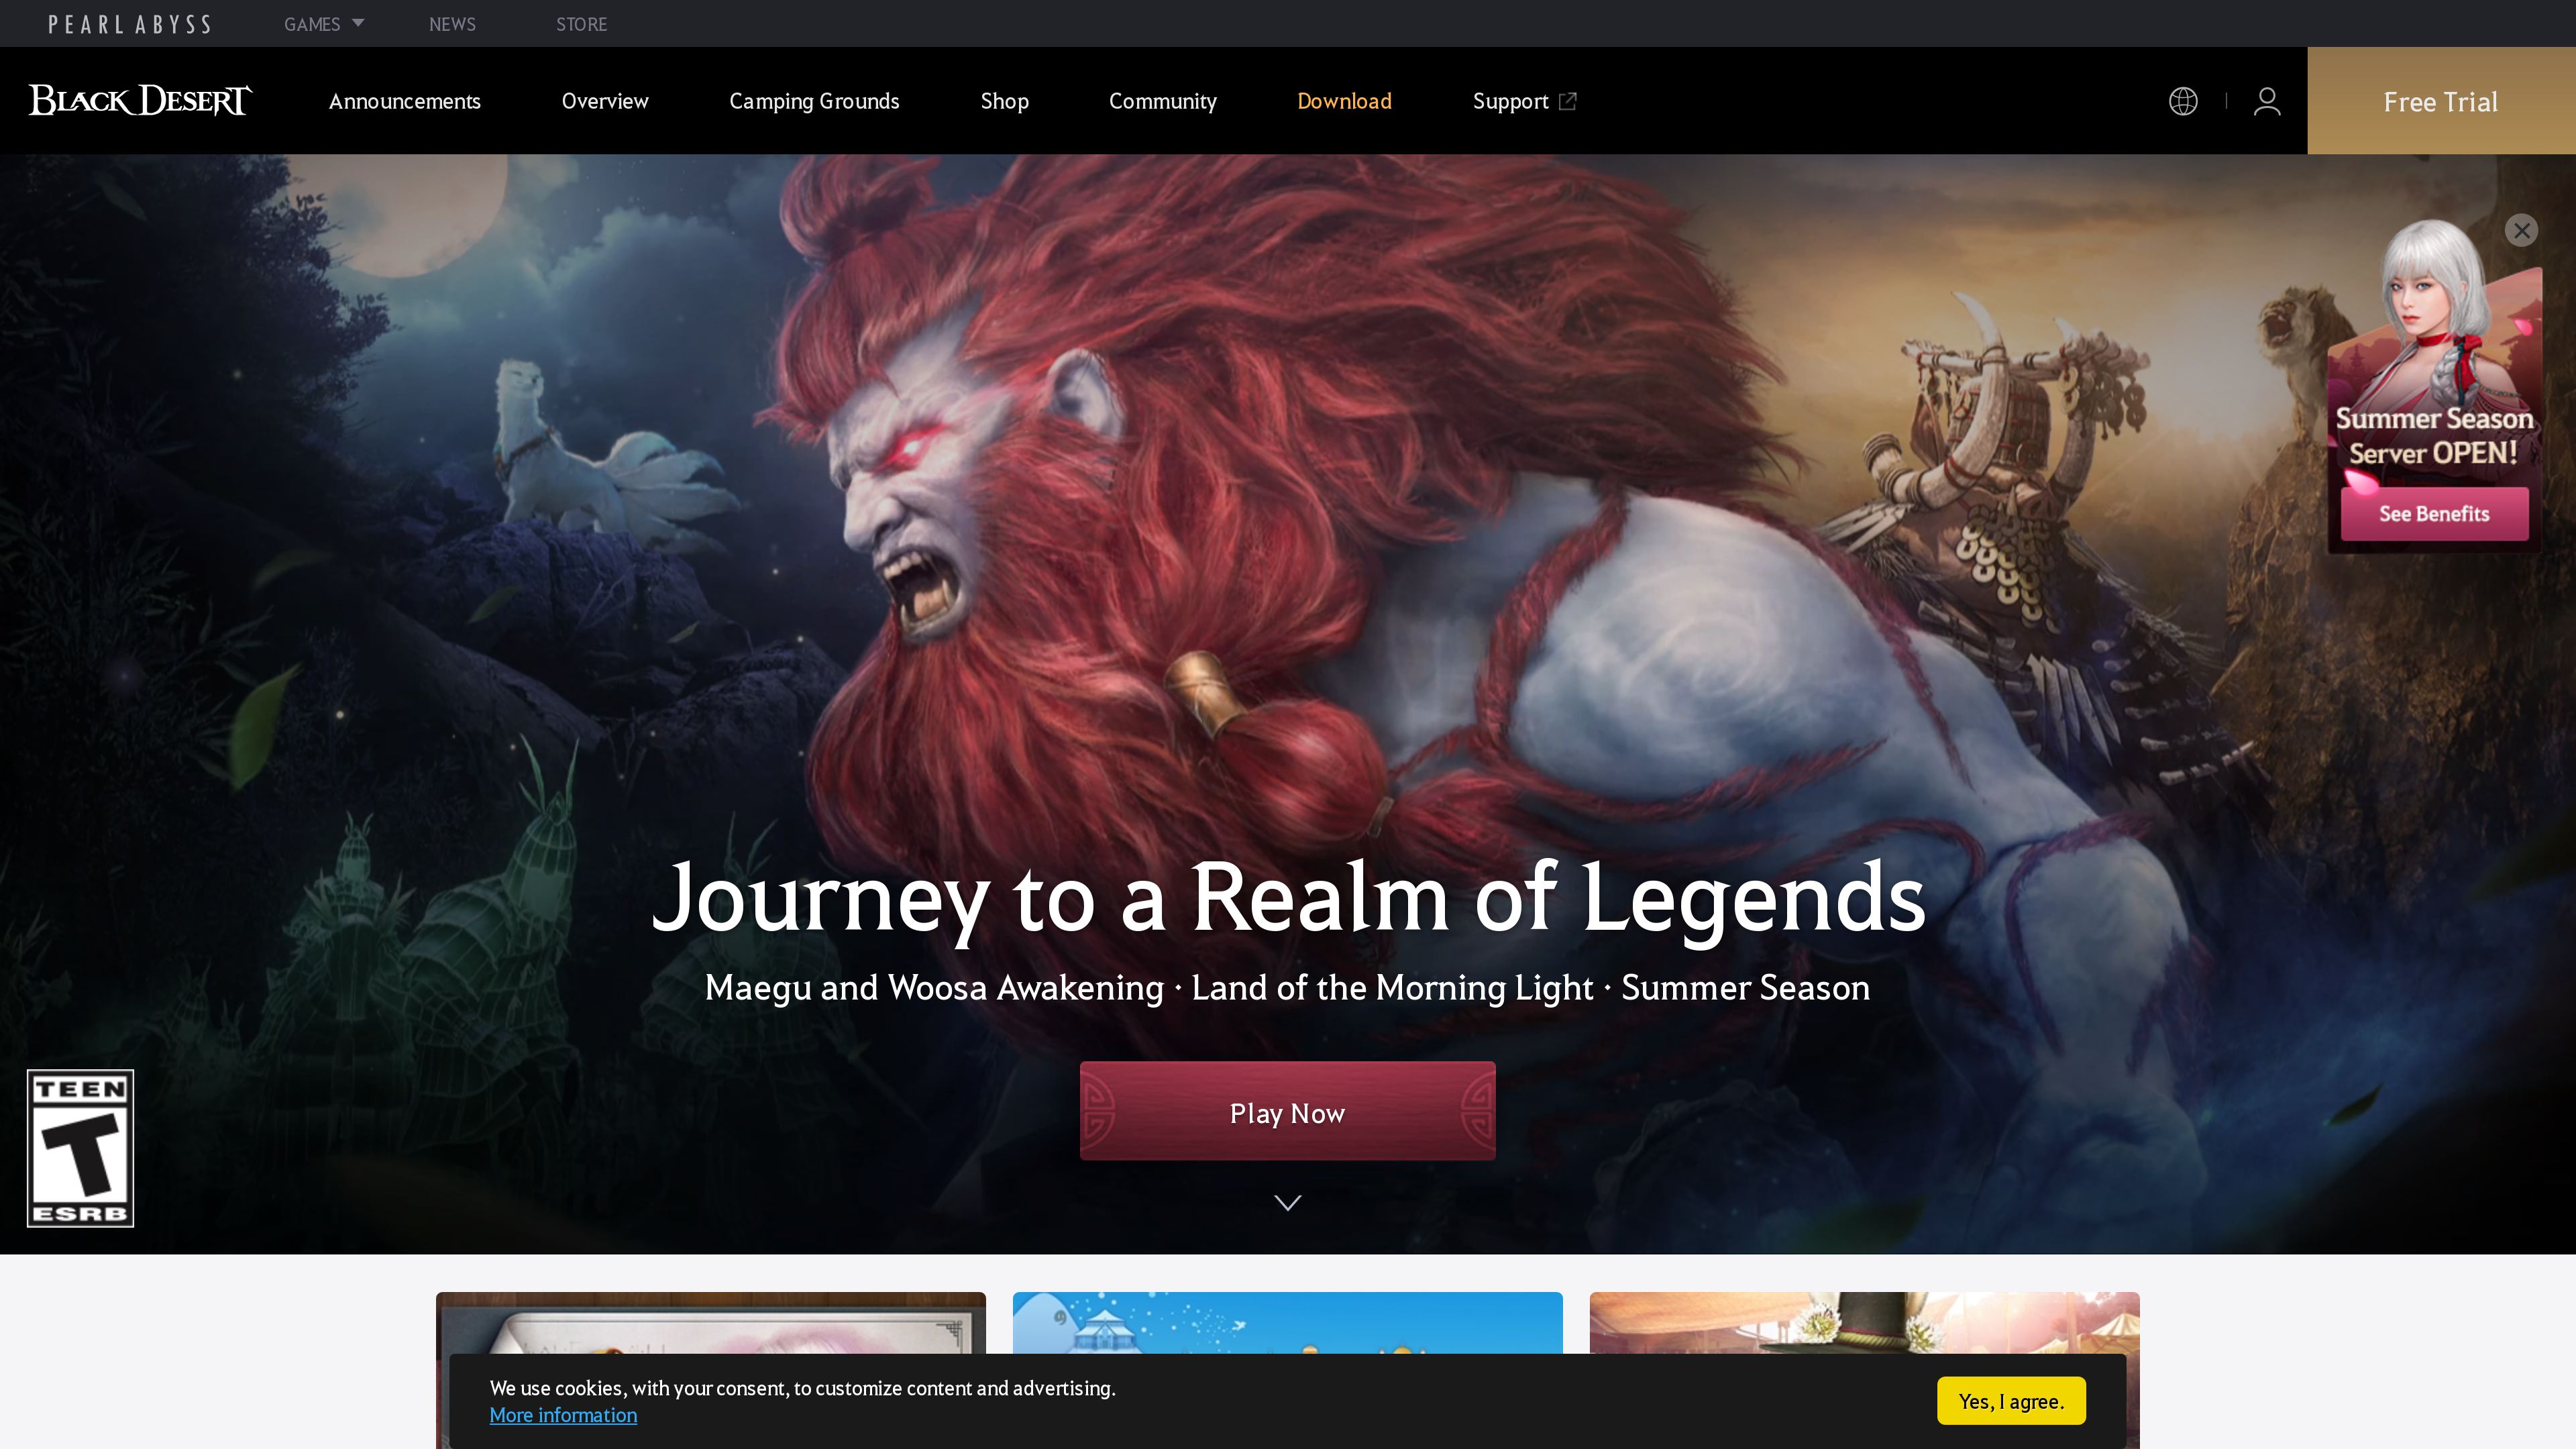 PEARL ABYSS
GAMES
NEWS
STORE
BLACK DESERT
Announcements
Overview
Camping Grounds
Shop
Community
Download
Support
Free Trial
Summer Season
Server OPEN!
See Benefits
Journey to a Realm of Legends
Maegu and Woosa Awakening · Land of the Morning Light · Summer Season
Play Now
TEEN
T
ESRB
We use cookies, with your consent, to customize content and advertising.
More information
Yes, I agree.